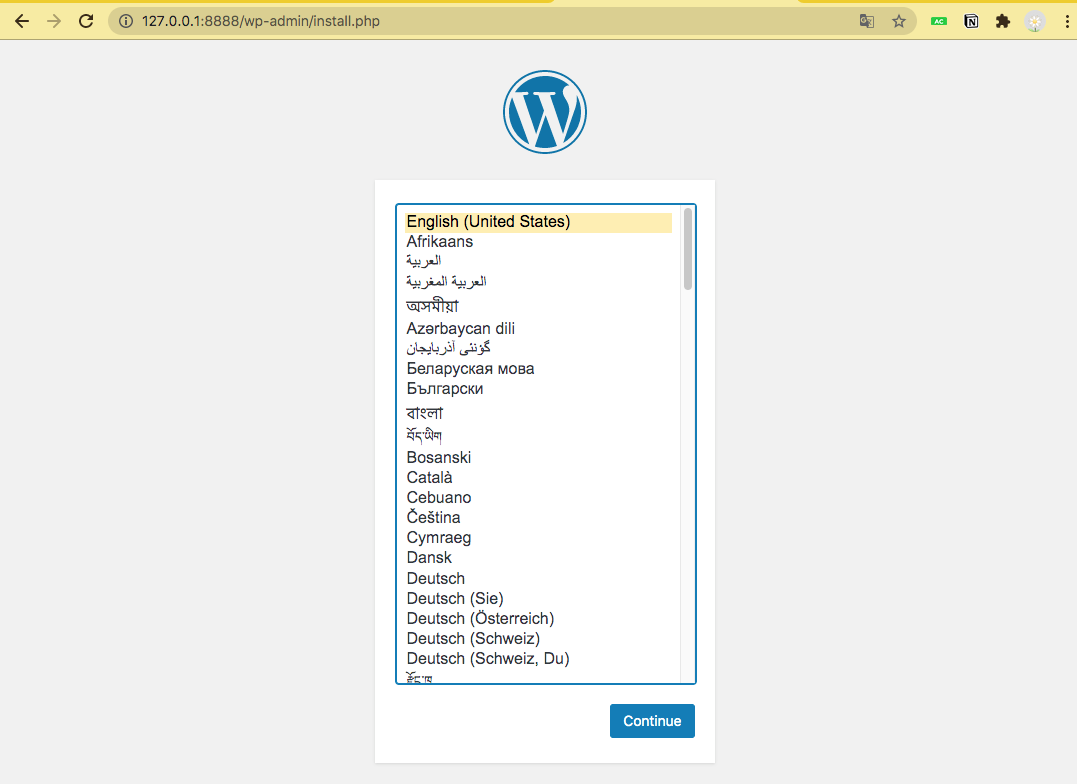 127.0.0.1:8888/wp-admin/install.php
AC
N
W
English (United States)
Afrikaans
العربية
العربية المغربية
অসমীয়া
Azərbaycan dili
گؤنئی آذربایجان
Беларуская мова
Български
বাংলা
བོད་ཡིག
Bosanski
Català
Cebuano
Čeština
Cymraeg
Dansk
Deutsch
Deutsch (Sie)
Deutsch (Österreich)
Deutsch (Schweiz)
Deutsch (Schweiz, Du)
རྫོང་ཁ
Continue